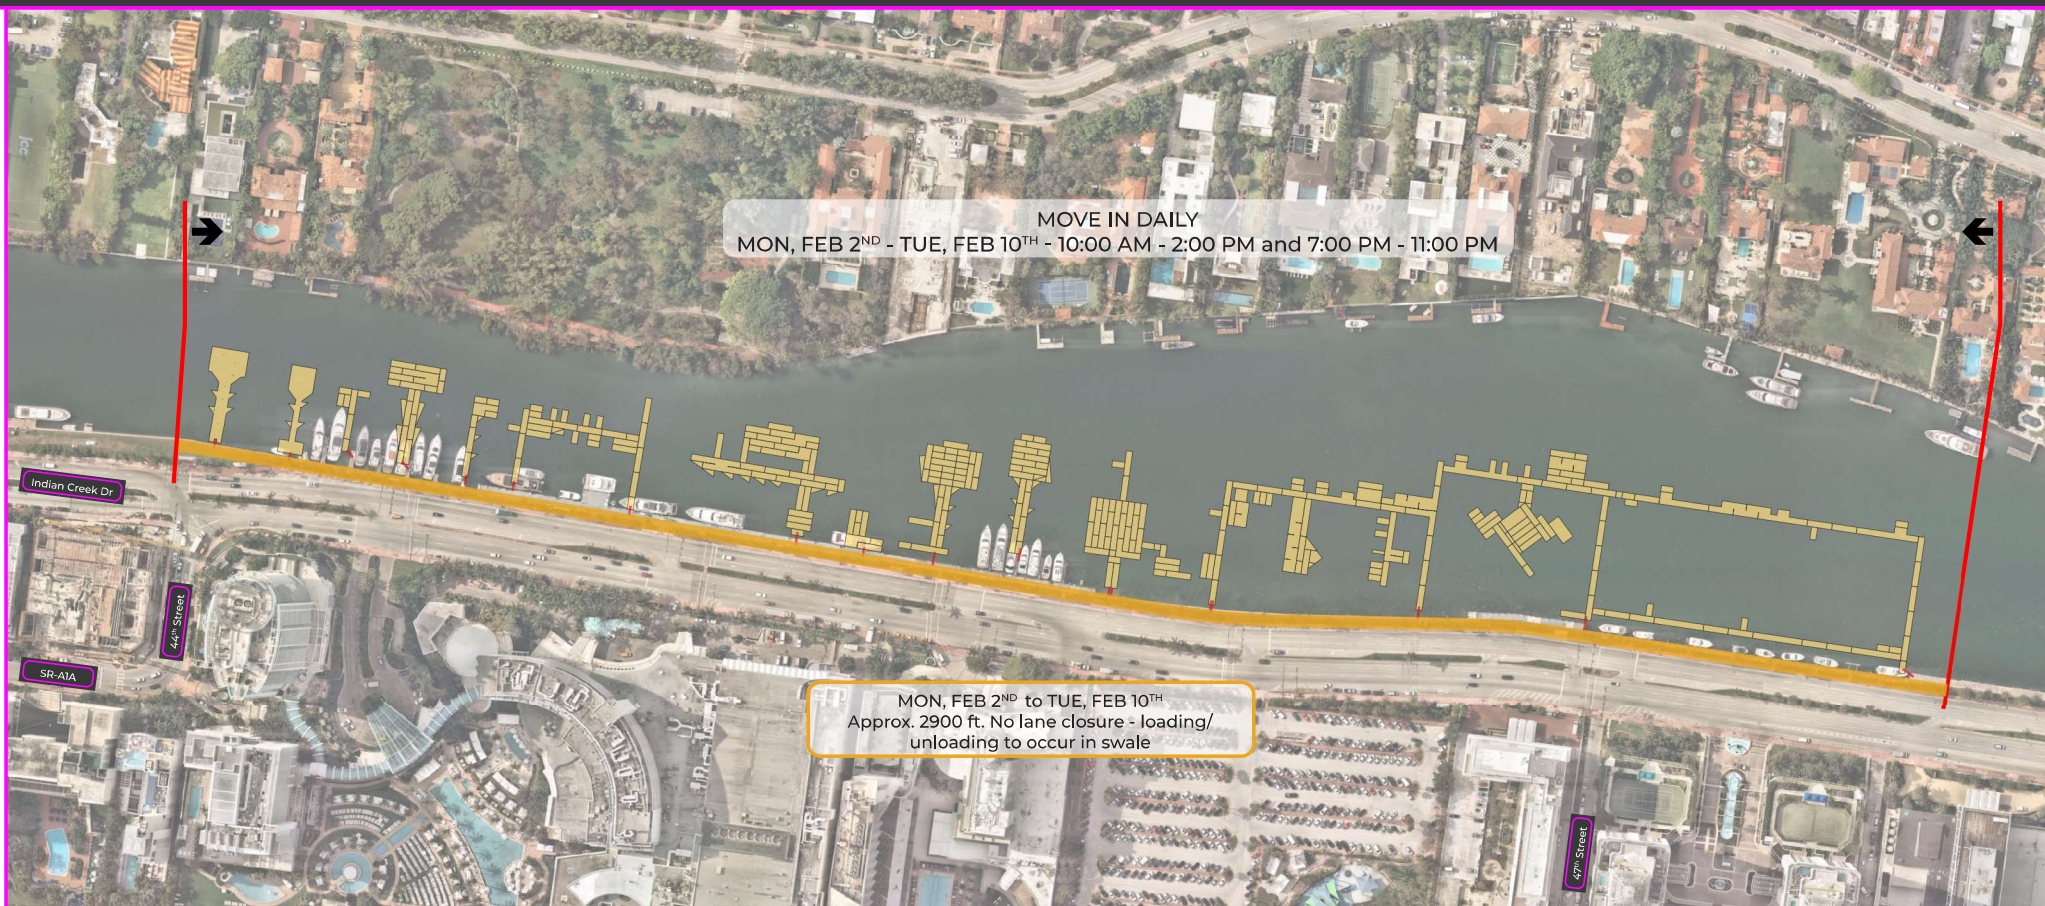 Jcc
MOVE IN DAILY
MON, FEB 2ND - TUE, FEB 10TH - 10:00 AM - 2:00 PM and 7:00 PM - 11:00 PM
Indian Creek Dr
44th Street
SR-A1A
MON, FEB 2ND to TUE, FEB 10TH
Approx. 2900 ft. No lane closure - loading/
unloading to occur in swale
47th Street